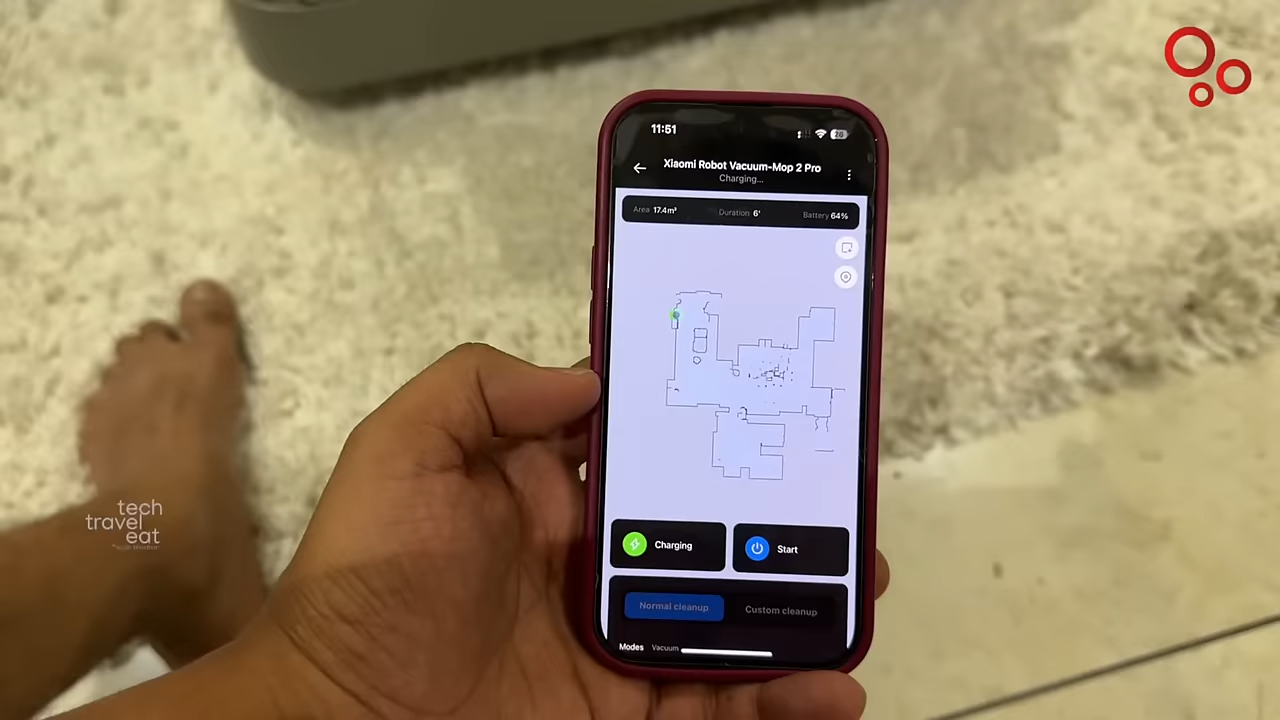 11:51
28
Xiaomi Robot Vacuum-Mop 2 Pro
Charging...
Area 17.4m² Duration 6' Battery 64%
Charging
Start
Normal cleanup Custom cleanup
Modes Vacuum
tech
travel
eat